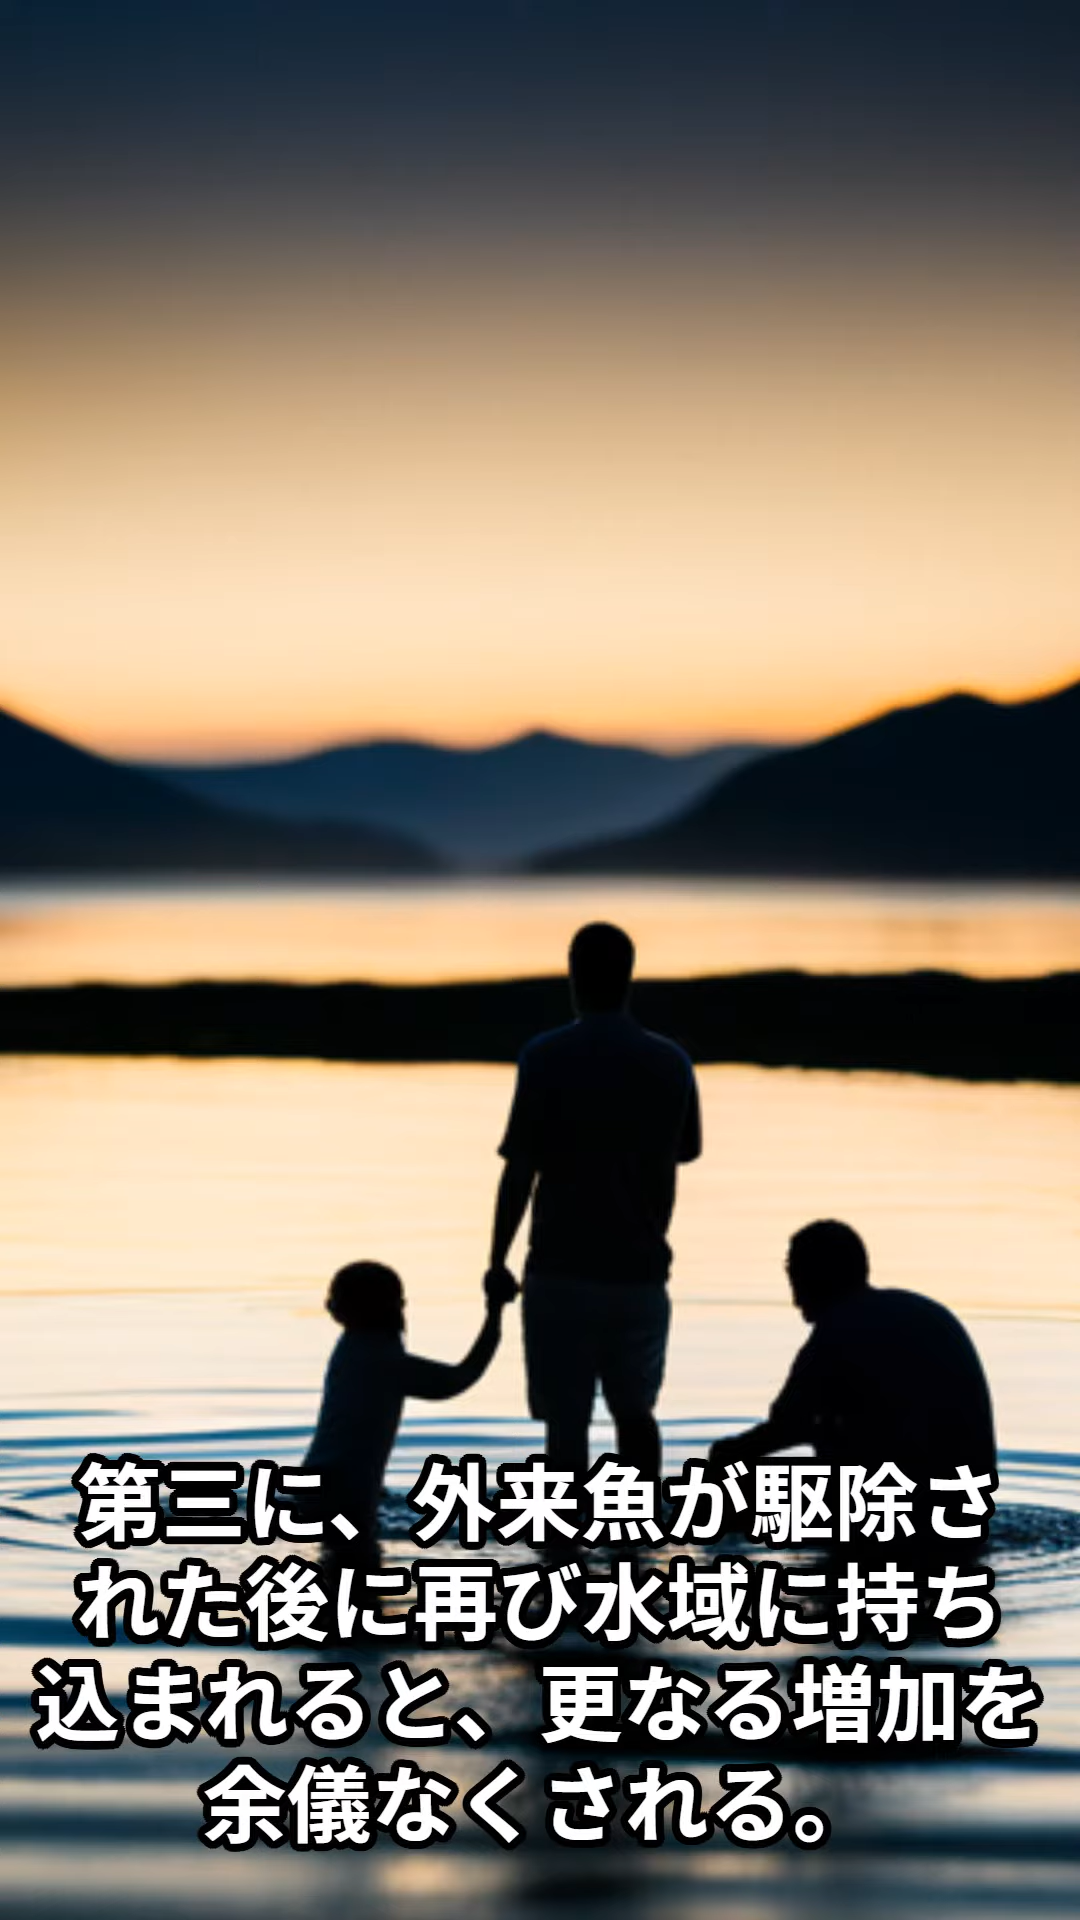 第三に、外来魚が駆除さ
れた後に再び水域に持ち
込まれると、更なる増加を
余儀なくされる。